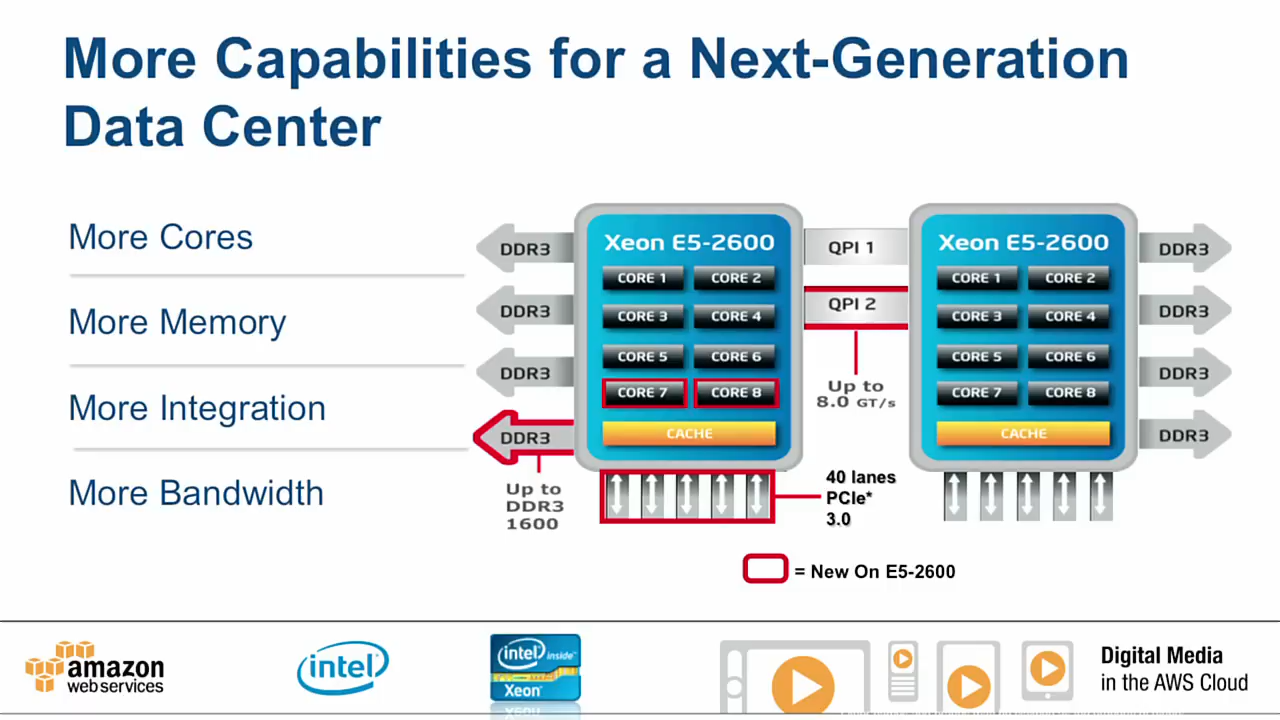 More Capabilities for a Next-Generation
Data Center
More Cores
More Memory
More Integration
More Bandwidth
DDR3
DDR3
DDR3
DDR3
Up to
DDR3
1600
Xeon E5-2600
CORE 1 CORE 2
CORE 3 CORE 4
CORE 5 CORE 6
CORE 7 CORE 8
CACHE
QPI 1
QPI 2
Up to
8.0 GT/s
40 lanes
PCIe*
3.0
Xeon E5-2600
CORE 1 CORE 2
CORE 3 CORE 4
CORE 5 CORE 6
CORE 7 CORE 8
CACHE
DDR3
DDR3
DDR3
DDR3
= New On E5-2600
amazon
web services
intel
intel inside
Xeon
Digital Media
in the AWS Cloud